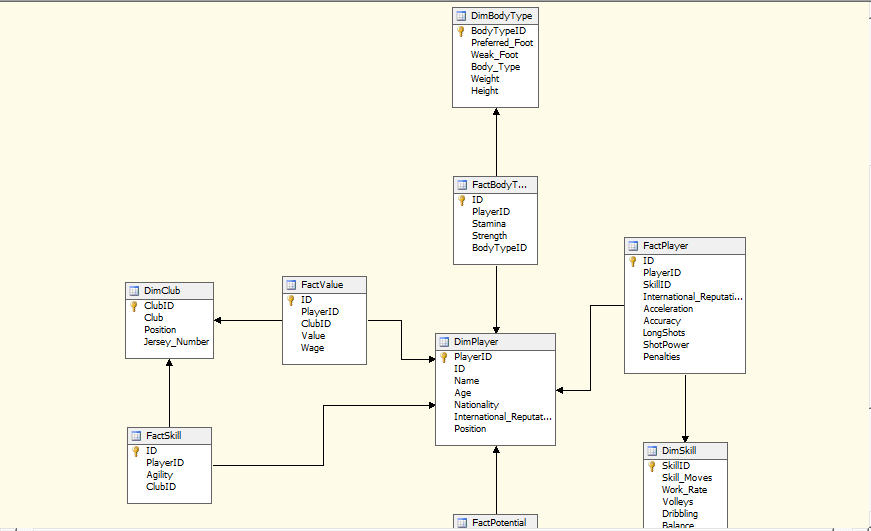 DimBodyType
BodyTypeID
Preferred_Foot
Weak_Foot
Body_Type
Weight
Height
FactBodyT...
ID
PlayerID
Stamina
Strength
BodyTypeID
FactPlayer
ID
PlayerID
SkillID
International_Reputati...
Acceleration
Accuracy
LongShots
ShotPower
Penalties
DimClub
ClubID
Club
Position
Jersey_Number
FactValue
ID
PlayerID
ClubID
Value
Wage
DimPlayer
PlayerID
ID
Name
Age
Nationality
International_Reputat...
Position
FactSkill
ID
PlayerID
Agility
ClubID
DimSkill
SkillID
Skill_Moves
Work_Rate
Volleys
Dribbling
Balance
FactPotential